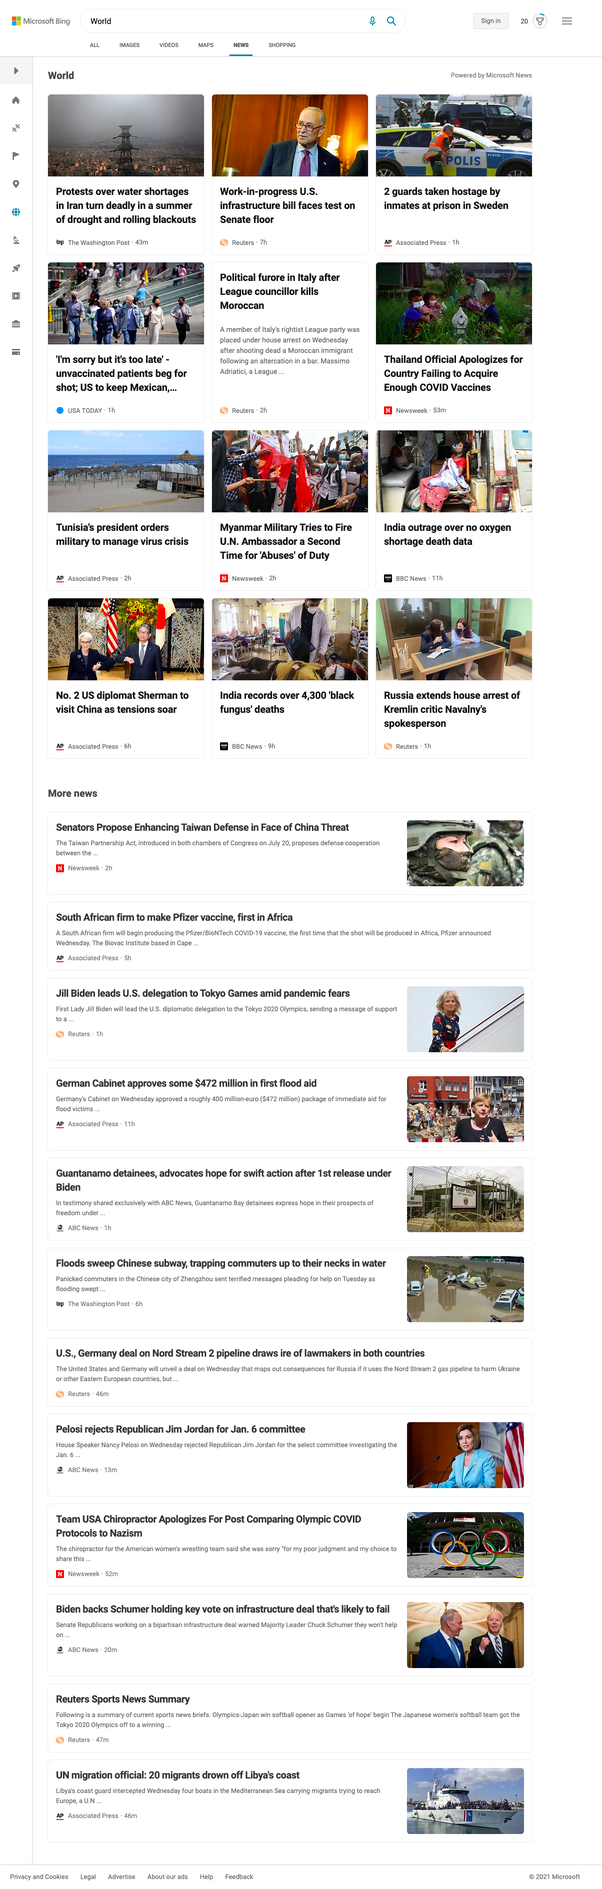 Microsoft Bing
World
Sign in
20
ALL
IMAGES
VIDEOS
MAPS
NEWS
SHOPPING
World
Powered by Microsoft News
Protests over water shortages
in Iran turn deadly in a summer
of drought and rolling blackouts
The Washington Post · 43m
Work-in-progress U.S.
infrastructure bill faces test on
Senate floor
Reuters · 7h
POLIS
2 guards taken hostage by
inmates at prison in Sweden
AP Associated Press · 1h
'I'm sorry but it's too late' -
unvaccinated patients beg for
shot; US to keep Mexican,...
USA TODAY · 1h
Political furore in Italy after
League councillor kills
Moroccan
A member of Italy's rightist League party was
placed under house arrest on Wednesday
after shooting dead a Moroccan immigrant
following an altercation in a bar. Massimo
Adriatici, a League ...
Reuters · 2h
Thailand Official Apologizes for
Country Failing to Acquire
Enough COVID Vaccines
N Newsweek · 53m
Tunisia's president orders
military to manage virus crisis
AP Associated Press · 2h
Myanmar Military Tries to Fire
U.N. Ambassador a Second
Time for 'Abuses' of Duty
N Newsweek · 2h
India outrage over no oxygen
shortage death data
BBC News · 11h
No. 2 US diplomat Sherman to
visit China as tensions soar
AP Associated Press · 6h
India records over 4,300 'black
fungus' deaths
BBC News · 9h
Russia extends house arrest of
Kremlin critic Navalny's
spokesperson
Reuters · 1h
More news
Senators Propose Enhancing Taiwan Defense in Face of China Threat
The Taiwan Partnership Act, introduced in both chambers of Congress on July 20, proposes defense cooperation
between the ...
N Newsweek · 2h
South African firm to make Pfizer vaccine, first in Africa
A South African firm will begin producing the Pfizer/BioNTech COVID-19 vaccine, the first time that the shot will be produced in Africa, Pfizer announced
Wednesday. The Biovac Institute based in Cape ...
AP Associated Press · 5h
Jill Biden leads U.S. delegation to Tokyo Games amid pandemic fears
First Lady Jill Biden will lead the U.S. diplomatic delegation to the Tokyo 2020 Olympics, sending a message of support
to a ...
Reuters · 1h
German Cabinet approves some $472 million in first flood aid
Germany's Cabinet on Wednesday approved a roughly 400 million-euro ($472 million) package of immediate aid for
flood victims ...
AP Associated Press · 11h
Guantanamo detainees, advocates hope for swift action after 1st release under
Biden
In testimony shared exclusively with ABC News, Guantanamo Bay detainees express hope in their prospects of
freedom under ...
ABC News · 1h
Floods sweep Chinese subway, trapping commuters up to their necks in water
Panicked commuters in the Chinese city of Zhengzhou sent terrified messages pleading for help on Tuesday as
flooding swept ...
The Washington Post · 6h
U.S., Germany deal on Nord Stream 2 pipeline draws ire of lawmakers in both countries
The United States and Germany will unveil a deal on Wednesday that maps out consequences for Russia if it uses the Nord Stream 2 gas pipeline to harm Ukraine
or other Eastern European countries, but ...
Reuters · 46m
Pelosi rejects Republican Jim Jordan for Jan. 6 committee
House Speaker Nancy Pelosi on Wednesday rejected Republican Jim Jordan for the select committee investigating the
Jan. 6 ...
ABC News · 13m
Team USA Chiropractor Apologizes For Post Comparing Olympic COVID
Protocols to Nazism
The chiropractor for the American women's wrestling team said she was sorry "for my poor judgment and my choice to
share this ...
N Newsweek · 52m
Biden backs Schumer holding key vote on infrastructure deal that's likely to fail
Senate Republicans working on a bipartisan infrastructure deal warned Majority Leader Chuck Schumer they won't help
on ...
ABC News · 20m
Reuters Sports News Summary
Following is a summary of current sports news briefs. Olympics-Japan win softball opener as Games 'of hope' begin The Japanese women's softball team got the
Tokyo 2020 Olympics off to a winning ...
Reuters · 47m
UN migration official: 20 migrants drown off Libya's coast
Libya's coast guard intercepted Wednesday four boats in the Mediterranean Sea carrying migrants trying to reach
Europe, a U.N ...
AP Associated Press · 46m
Privacy and Cookies
Legal
Advertise
About our ads
Help
Feedback
© 2021 Microsoft